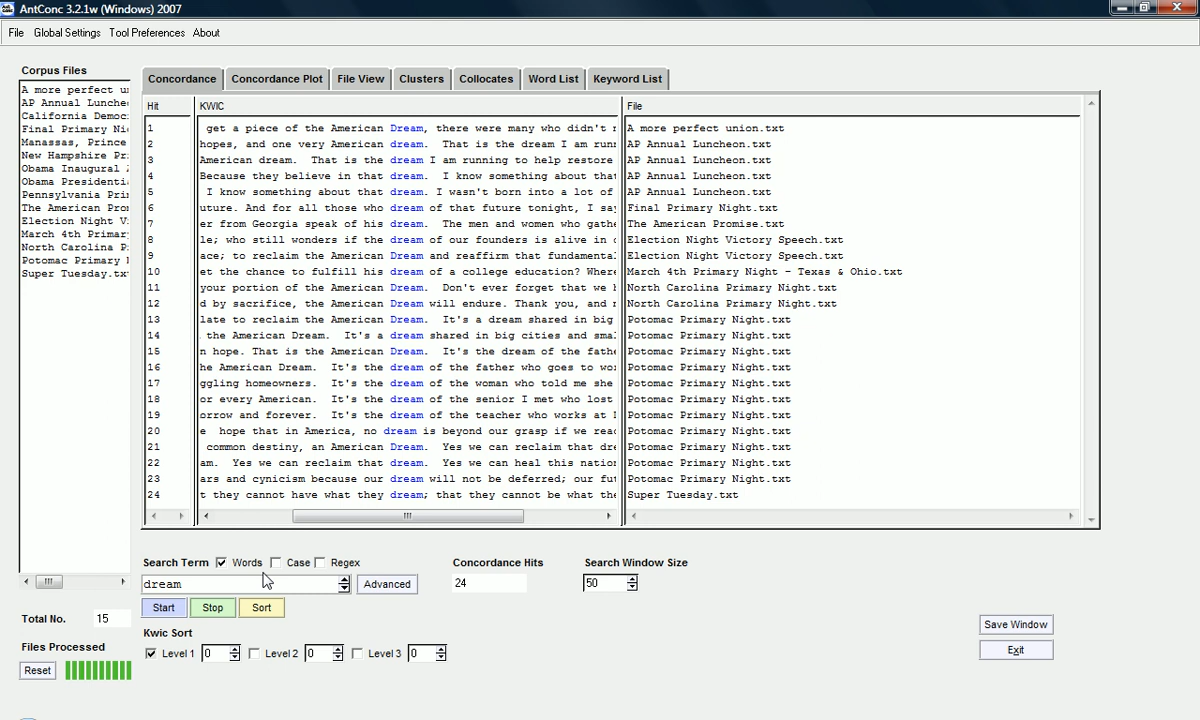 AntConc 3.2.1w (Windows) 2007
File Global Settings Tool Preferences About
Corpus Files
A more perfect
AP Annual
California
Final Primary
Manassas, Prince
New Hampshire
Obama Inaugural
Obama
Pennsylvania
The American
Election Night
March 4th
North Carolina
Potomac Primary
Super
Total No. 15
Files Processed
Reset
Concordance Concordance Plot File View Clusters Collocates Word List Keyword List
Hit KWIC File
1 get a piece of the American Dream, there were many who didn't A more perfect union.txt
2 hopes, and one very American dream. That is the dream I am AP Annual Luncheon.txt
3 American dream. That is the dream I am running to help restore AP Annual Luncheon.txt
4 Because they believe in that dream. I know something about AP Annual Luncheon.txt
5 I know something about that dream. I wasn't born into a lot of AP Annual Luncheon.txt
6 uture. And for all those who dream of that future tonight, I Final Primary Night.txt
7 er from Georgia speak of his dream. The men and women who The American Promise.txt
8 le; who still wonders if the dream of our founders is alive in Election Night Victory Speech.txt
9 ace; to reclaim the American Dream and reaffirm that Election Night Victory Speech.txt
10 et the chance to fulfill his dream of a college education? March 4th Primary Night - Texas & Ohio.txt
11 your portion of the American Dream. Don't ever forget that we North Carolina Primary Night.txt
12 d by sacrifice, the American Dream will endure. Thank you, and North Carolina Primary Night.txt
13 late to reclaim the American Dream. It's a dream shared in big Potomac Primary Night.txt
14 the American Dream. It's a dream shared in big cities and Potomac Primary Night.txt
15 n hope. That is the American Dream. It's the dream of the Potomac Primary Night.txt
16 he American Dream. It's the dream of the father who goes to Potomac Primary Night.txt
17 ggling homeowners. It's the dream of the woman who told me she Potomac Primary Night.txt
18 or every American. It's the dream of the senior I met who lost Potomac Primary Night.txt
19 orrow and forever. It's the dream of the teacher who works at Potomac Primary Night.txt
20 e hope that in America, no dream is beyond our grasp if we Potomac Primary Night.txt
21 common destiny, an American Dream. Yes we can reclaim that Potomac Primary Night.txt
22 am. Yes we can reclaim that dream. Yes we can heal this Potomac Primary Night.txt
23 ars and cynicism because our dream will not be deferred; our Potomac Primary Night.txt
24 t they cannot have what they dream; that they cannot be what Super Tuesday.txt
Search Term Words Case Regex Concordance Hits Search Window Size
dream Advanced 24 50
Start Stop Sort
Kwic Sort
Level 1 0 Level 2 0 Level 3 0
Save Window
Exit